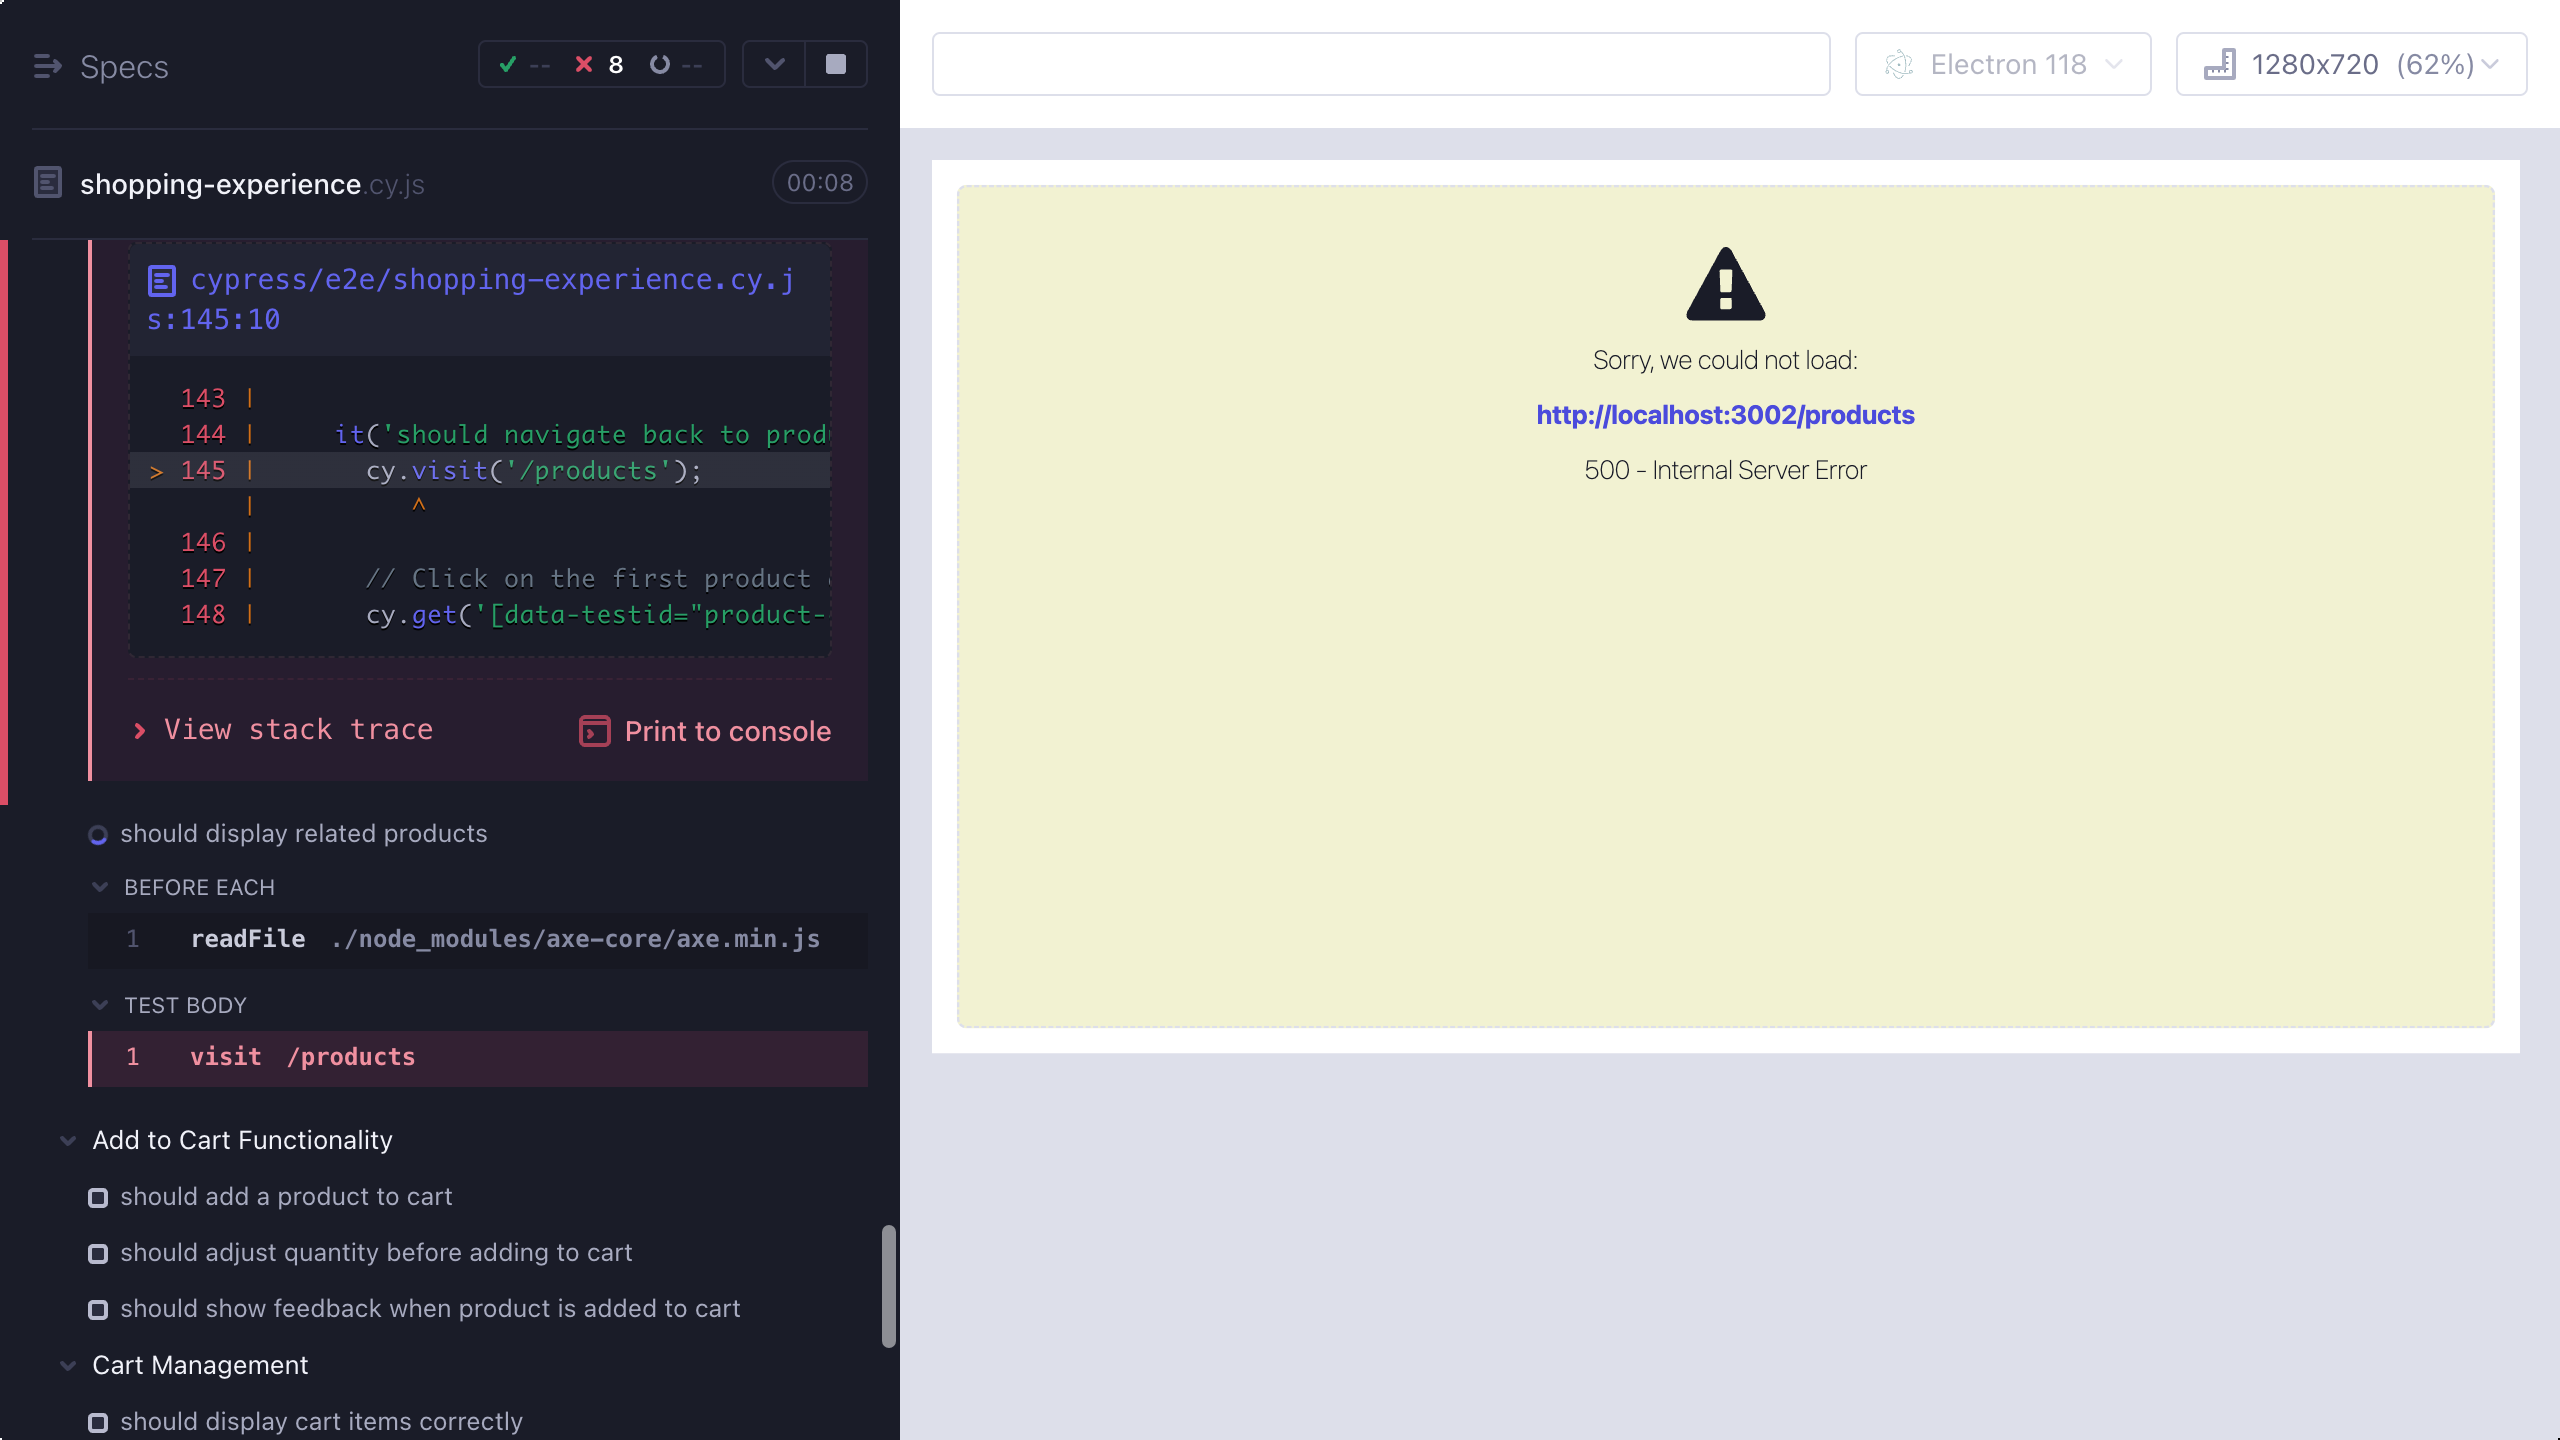 Specs
-- 8 --
shopping-experience.cy.js
00:08
cypress/e2e/shopping-experience.cy.j
s:145:10
143 |
144 | it('should navigate back to prod
> 145 | cy.visit('/products');
| ^
146 |
147 | // Click on the first product
148 | cy.get('[data-testid="product-
View stack trace
Print to console
should display related products
BEFORE EACH
1 readFile ./node_modules/axe-core/axe.min.js
TEST BODY
1 visit /products
Add to Cart Functionality
should add a product to cart
should adjust quantity before adding to cart
should show feedback when product is added to cart
Cart Management
should display cart items correctly
Electron 118
1280x720 (62%)
Sorry, we could not load:
http://localhost:3002/products
500 - Internal Server Error